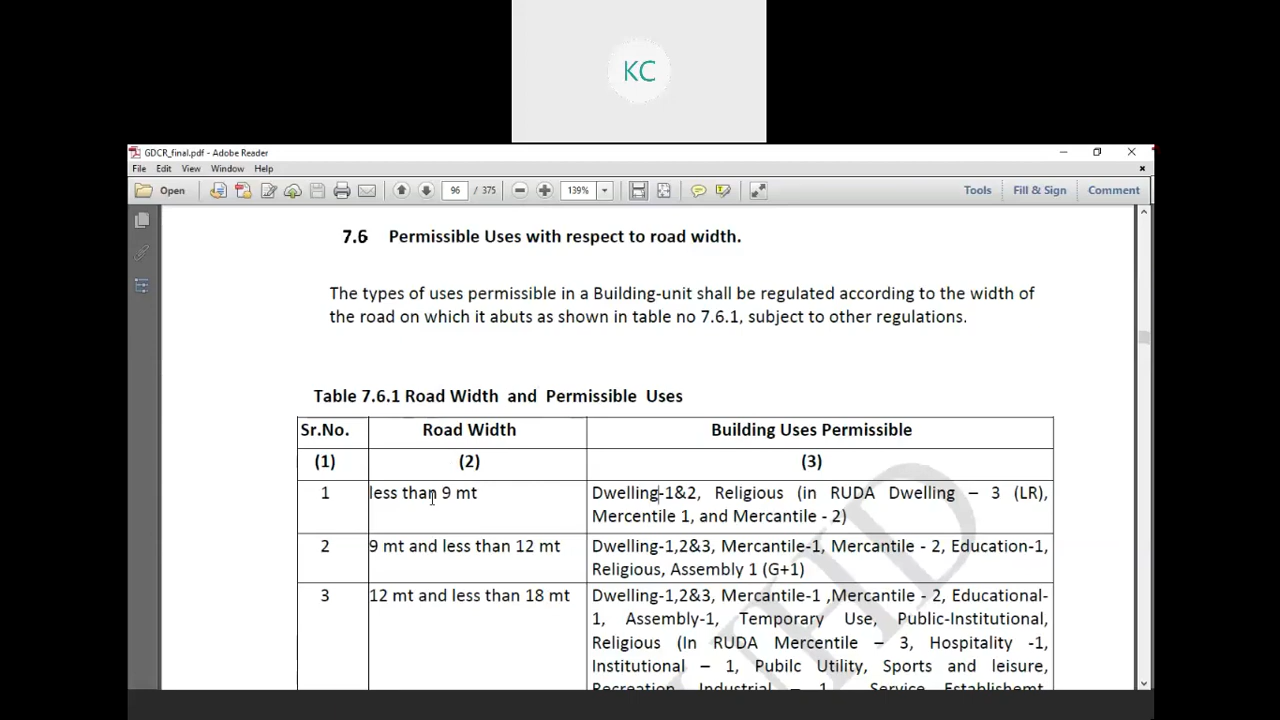 KC
GDCR_final.pdf - Adobe Reader
File Edit View Window Help
Open 96 / 375 139% Tools Fill & Sign Comment
7.6 Permissible Uses with respect to road width.
The types of uses permissible in a Building-unit shall be regulated according to the width of
the road on which it abuts as shown in table no 7.6.1, subject to other regulations.
Table 7.6.1 Road Width and Permissible Uses
Sr.No. Road Width Building Uses Permissible
(1) (2) (3)
1 less than 9 mt Dwelling-1&2, Religious (in RUDA Dwelling – 3 (LR),
Mercentile 1, and Mercantile - 2)
2 9 mt and less than 12 mt Dwelling-1,2&3, Mercantile-1, Mercantile - 2, Education-1,
Religious, Assembly 1 (G+1)
3 12 mt and less than 18 mt Dwelling-1,2&3, Mercantile-1 ,Mercantile - 2, Educational-
1, Assembly-1, Temporary Use, Public-Institutional,
Religious (In RUDA Mercantile – 3, Hospitality -1,
Institutional – 1, Public Utility, Sports and leisure,
Recreation, Industrial – 1, Service Establishemt,